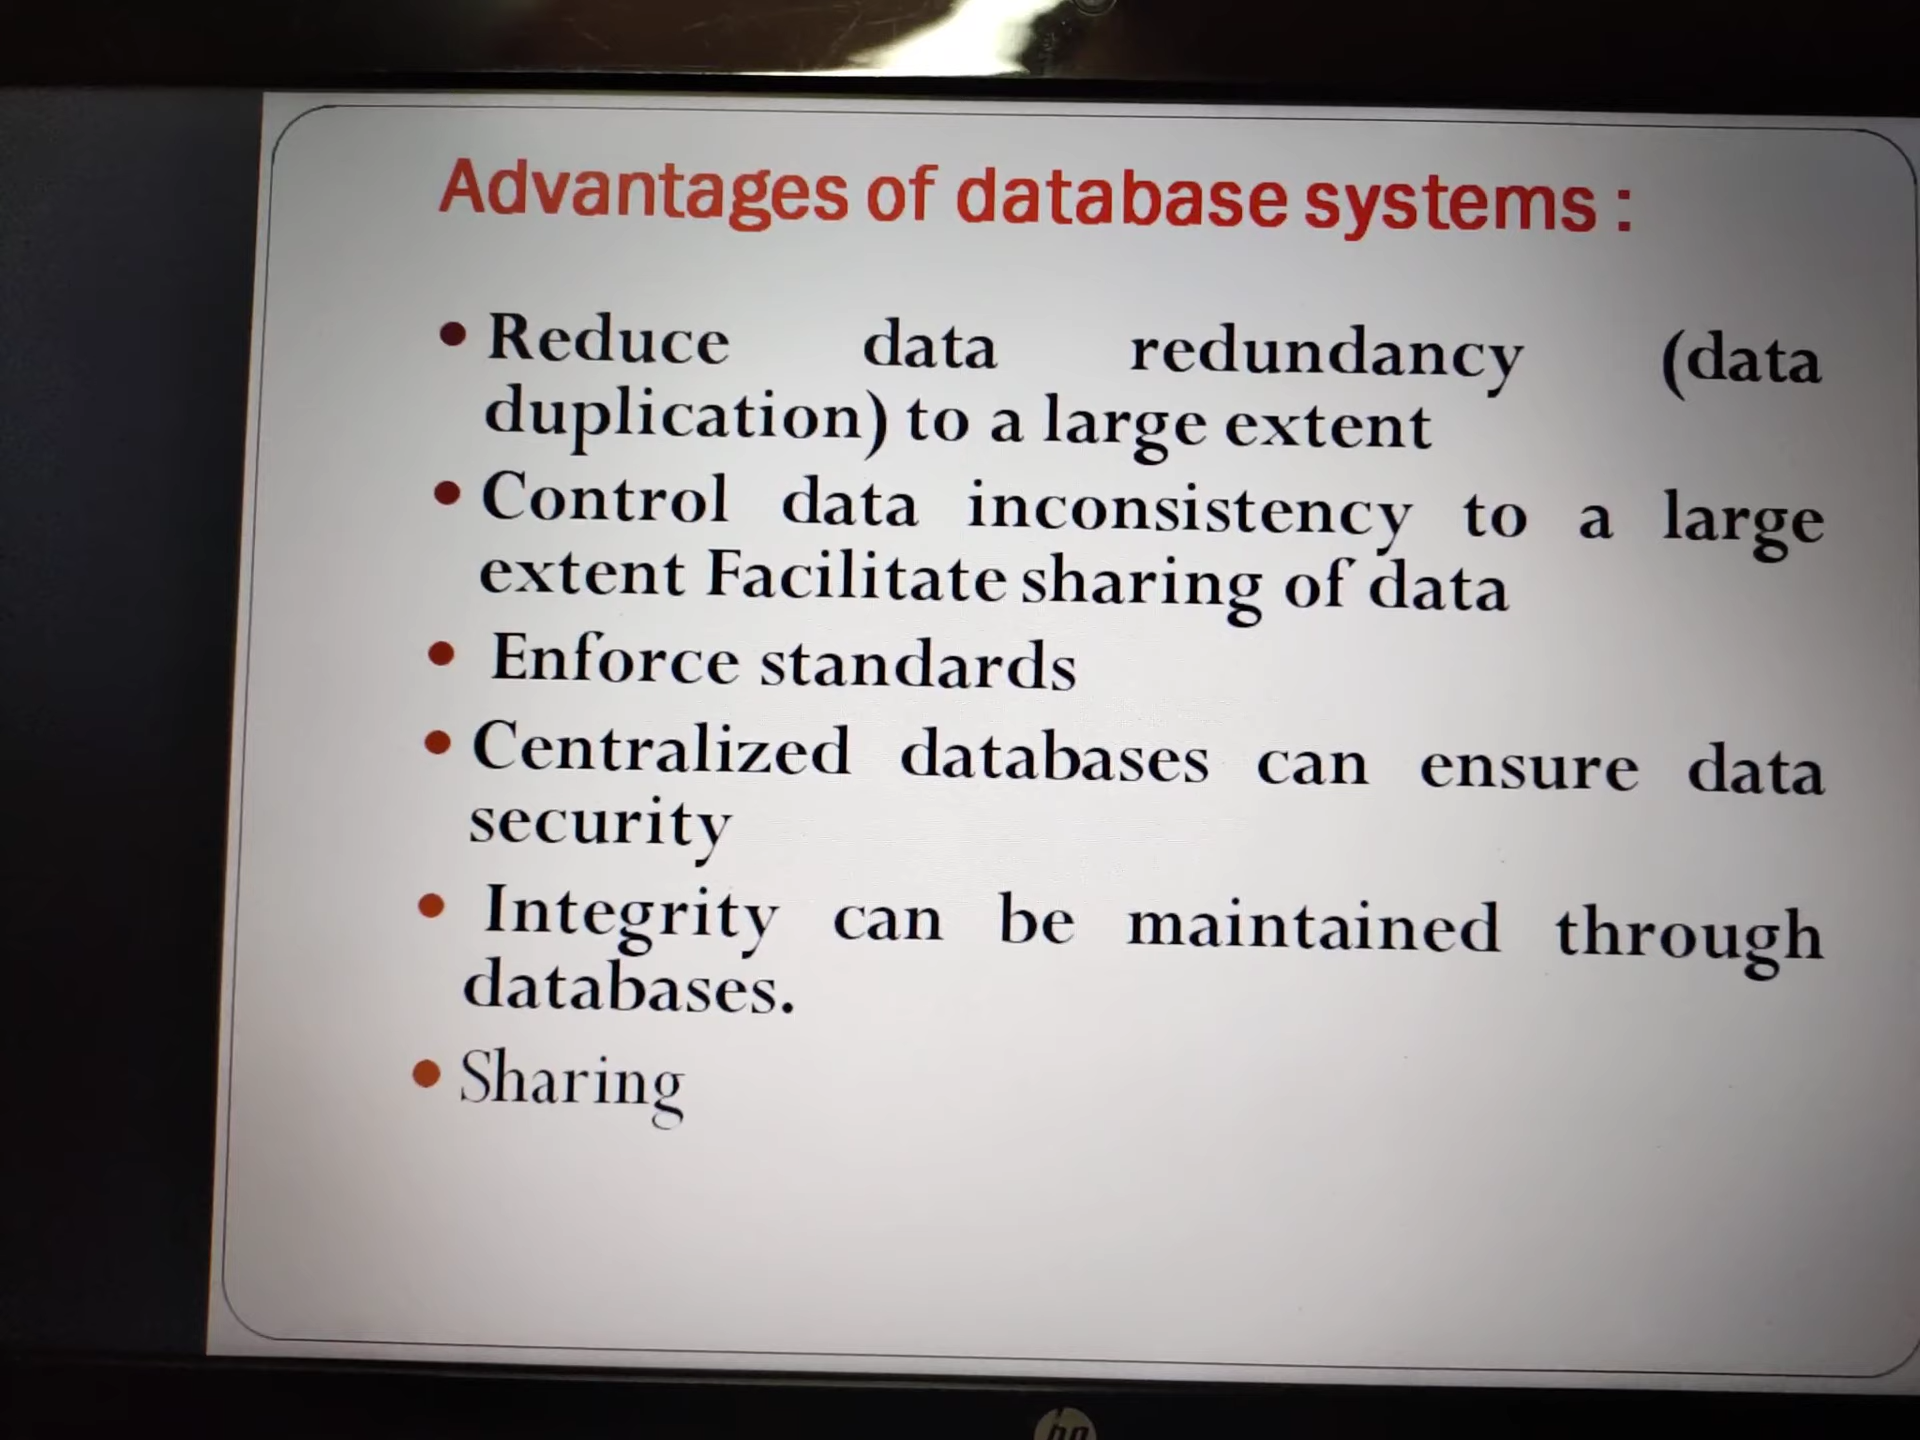 Advantages of database systems :
• Reduce data redundancy (data
duplication) to a large extent
• Control data inconsistency to a large
extent Facilitate sharing of data
• Enforce standards
• Centralized databases can ensure data
security
• Integrity can be maintained through
databases.
• Sharing
hp